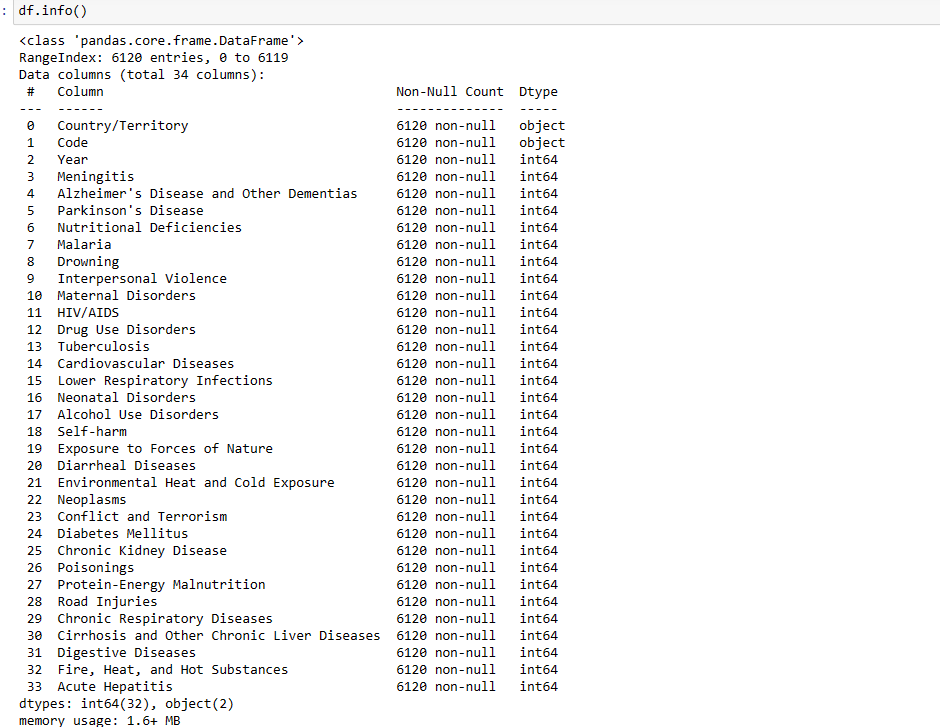 : df.info()
<class 'pandas.core.frame.DataFrame'>
RangeIndex: 6120 entries, 0 to 6119
Data columns (total 34 columns):
 #   Column                                      Non-Null Count  Dtype
---  ------                                      --------------  -----
 0   Country/Territory                           6120 non-null   object
 1   Code                                        6120 non-null   object
 2   Year                                        6120 non-null   int64
 3   Meningitis                                  6120 non-null   int64
 4   Alzheimer's Disease and Other Dementias     6120 non-null   int64
 5   Parkinson's Disease                         6120 non-null   int64
 6   Nutritional Deficiencies                    6120 non-null   int64
 7   Malaria                                     6120 non-null   int64
 8   Drowning                                    6120 non-null   int64
 9   Interpersonal Violence                      6120 non-null   int64
 10  Maternal Disorders                          6120 non-null   int64
 11  HIV/AIDS                                    6120 non-null   int64
 12  Drug Use Disorders                          6120 non-null   int64
 13  Tuberculosis                                6120 non-null   int64
 14  Cardiovascular Diseases                     6120 non-null   int64
 15  Lower Respiratory Infections                6120 non-null   int64
 16  Neonatal Disorders                          6120 non-null   int64
 17  Alcohol Use Disorders                       6120 non-null   int64
 18  Self-harm                                   6120 non-null   int64
 19  Exposure to Forces of Nature                6120 non-null   int64
 20  Diarrheal Diseases                          6120 non-null   int64
 21  Environmental Heat and Cold Exposure        6120 non-null   int64
 22  Neoplasms                                   6120 non-null   int64
 23  Conflict and Terrorism                      6120 non-null   int64
 24  Diabetes Mellitus                           6120 non-null   int64
 25  Chronic Kidney Disease                      6120 non-null   int64
 26  Poisonings                                  6120 non-null   int64
 27  Protein-Energy Malnutrition                 6120 non-null   int64
 28  Road Injuries                               6120 non-null   int64
 29  Chronic Respiratory Diseases                6120 non-null   int64
 30  Cirrhosis and Other Chronic Liver Diseases  6120 non-null   int64
 31  Digestive Diseases                          6120 non-null   int64
 32  Fire, Heat, and Hot Substances              6120 non-null   int64
 33  Acute Hepatitis                             6120 non-null   int64
dtypes: int64(32), object(2)
memory usage: 1.6+ MB